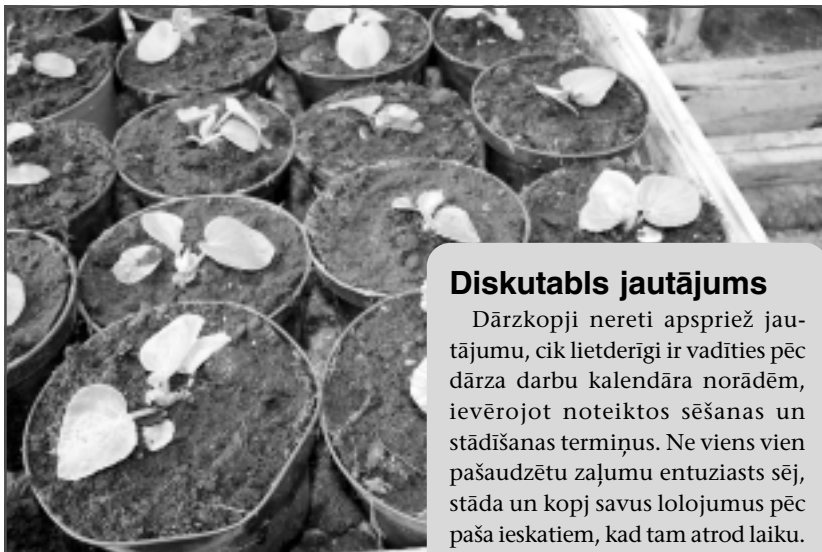 Diskutabls jautājums
Dārzkopji nereti apspriež jau-
tājumu, cik lietderīgi ir vadīties pēc
dārza darbu kalendāra norādēm,
ievērojot noteiktos sēšanas un
stādīšanas termiņus. Ne viens vien
pašaudzētu zaļumu entuziasts sēj,
stāda un kopj savus lolojumus pēc
paša ieskatiem, kad tam atrod laiku.